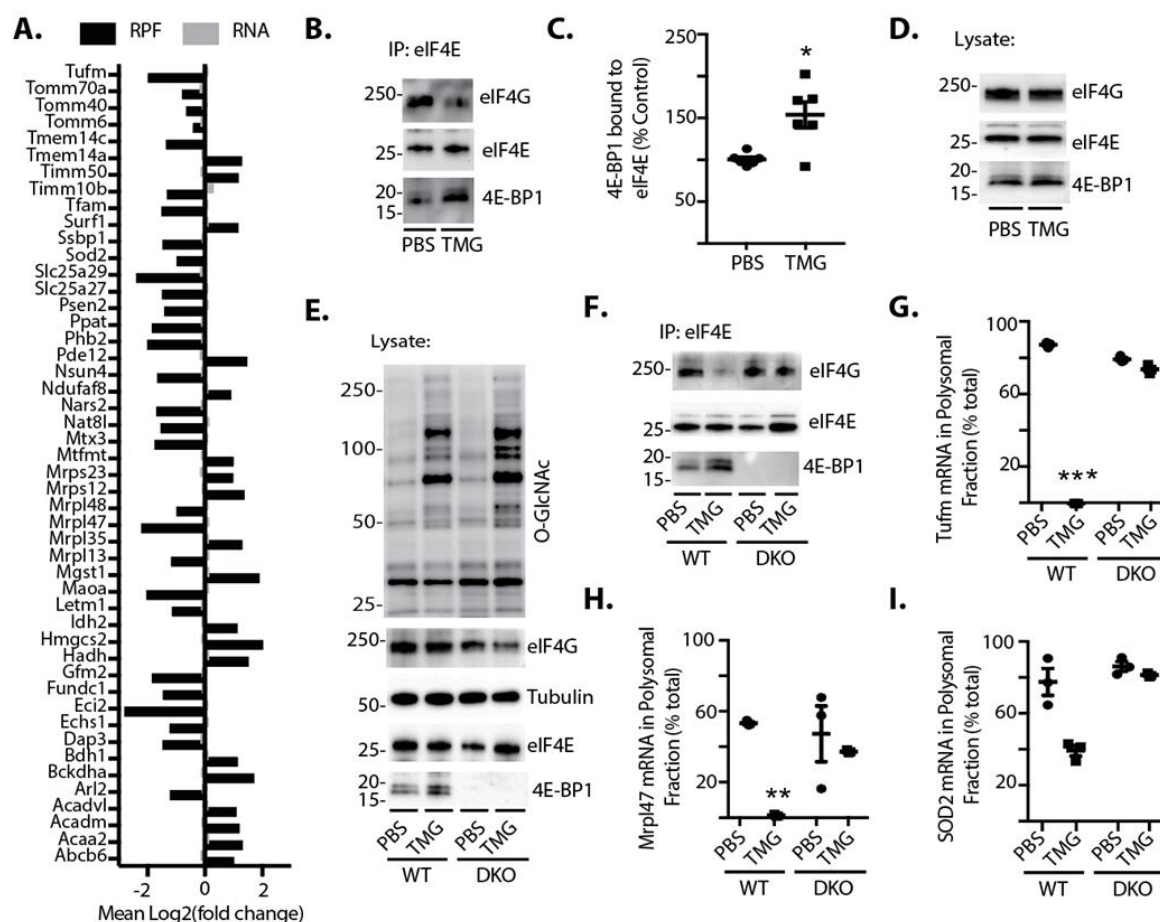 A.
RPF
RNA
Tufm
Tomm70a
Tomm40
Tomm6
Tmem14c
Tmem14a
Timm50
Timm10b
Tfam
Surf1
Ssbp1
Sod2
Slc25a29
Slc25a27
Psen2
Ppat
Phb2
Pde12
Nsun4
Ndufaf8
Nars2
Nat8l
Mtx3
Mtfmt
Mrps23
Mrps12
Mrpl48
Mrpl47
Mrpl35
Mrpl13
Mgst1
Maoa
Letm1
Idh2
Hmgcs2
Hadh
Gfm2
Fundc1
Eci2
Echs1
Dap3
Bdh1
Bckdha
Arl2
Acadvl
Acadm
Acaa2
Abcb6
-2 0 2
Mean Log2(fold change)
B.
IP: eIF4E
250- eIF4G
25- eIF4E
20-
15-
4E-BP1
PBS TMG
C.
4E-BP1 bound to
eIF4E (% Control)
250
200
150
100
50
*
PBS TMG
D.
Lysate:
250- eIF4G
25- eIF4E
20-
15-
4E-BP1
PBS TMG
E.
Lysate:
250-
100-
50-
25-
O-GlcNAc
250- eIF4G
50- Tubulin
25- eIF4E
20-
15-
4E-BP1
PBS TMG PBS TMG
WT DKO
F.
IP: eIF4E
250- eIF4G
25- eIF4E
20-
15-
4E-BP1
PBS TMG PBS TMG
WT DKO
G.
Tufm mRNA in Polysomal
Fraction (% total)
100
80
60
40
20
***
PBS TMG PBS TMG
WT DKO
H.
Mrpl47 mRNA in Polysomal
Fraction (% total)
100
80
60
40
20
**
PBS TMG PBS TMG
WT DKO
I.
SOD2 mRNA in Polysomal
Fraction (% total)
100
80
60
40
20
PBS TMG PBS TMG
WT DKO